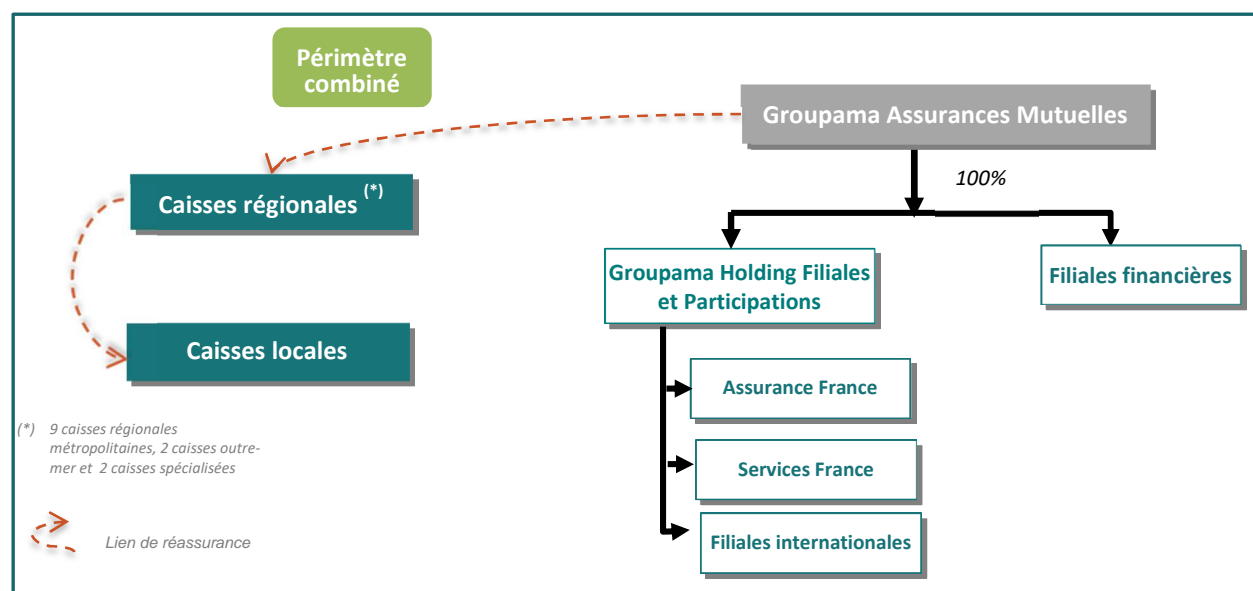 Périmètre
combiné
Groupama Assurances Mutuelles
100%
Caisses régionales (*)
Groupama Holding Filiales
et Participations
Filiales financières
Caisses locales
Assurance France
(*) 9 caisses régionales
métropolitaines, 2 caisses outre-
mer et 2 caisses spécialisées
Services France
Lien de réassurance
Filiales internationales